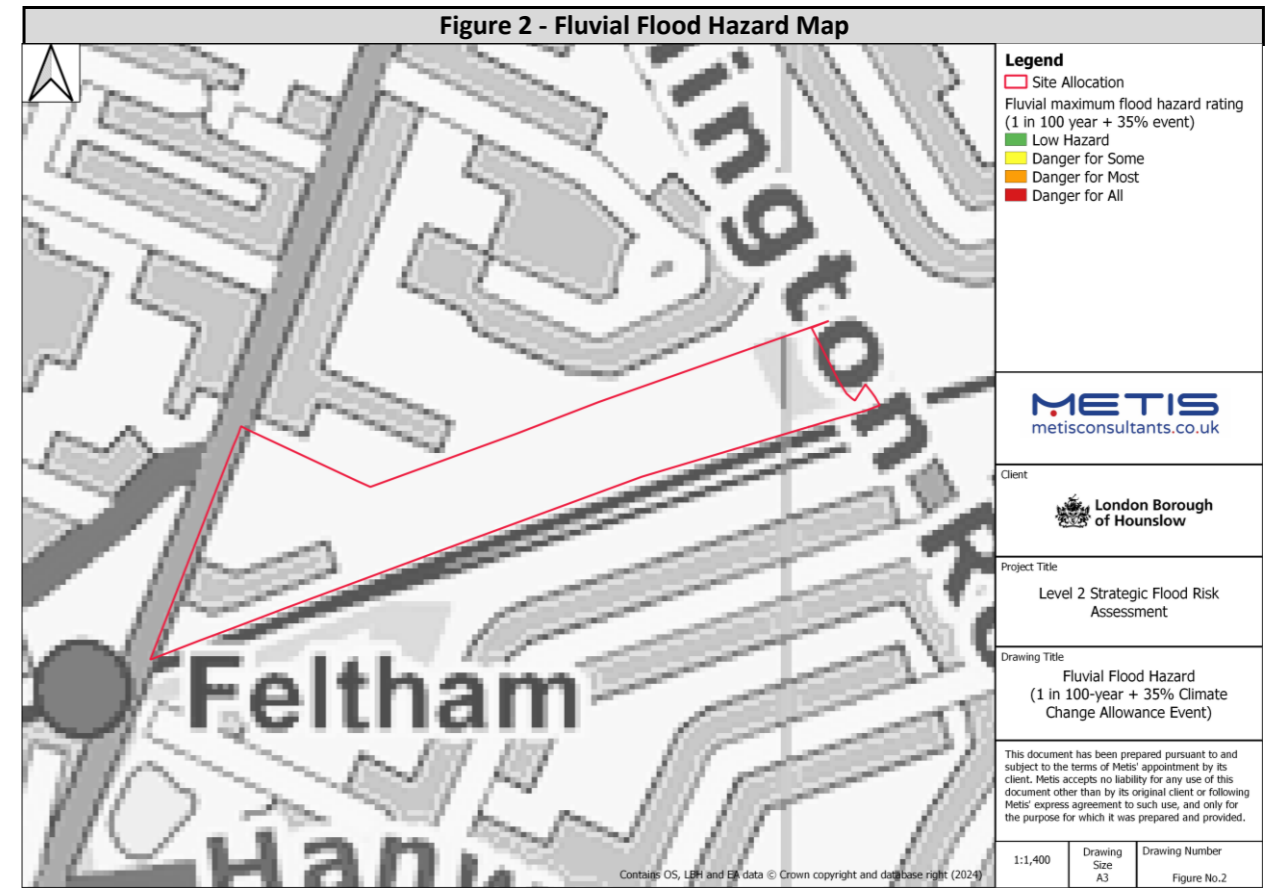 Figure 2 - Fluvial Flood Hazard Map
Legend
Site Allocation
Fluvial maximum flood hazard rating
(1 in 100 year + 35% event)
Low Hazard
Danger for Some
Danger for Most
Danger for All
METIS
metisconsultants.co.uk
Client
London Borough
of Hounslow
Project Title
Level 2 Strategic Flood Risk
Assessment
Drawing Title
Fluvial Flood Hazard
(1 in 100-year + 35% Climate
Change Allowance Event)
This document has been prepared pursuant to and
subject to the terms of Metis' appointment by its
client. Metis accepts no liability for any use of this
document other than by its original client or following
Metis' express agreement to such use, and only for
the purpose for which it was prepared and provided.
1:1,400
Drawing
Size
A3
Drawing Number
Figure No.2
ington R
Feltham
Hanw
Contains OS, LBH and EA data © Crown copyright and database right (2024)